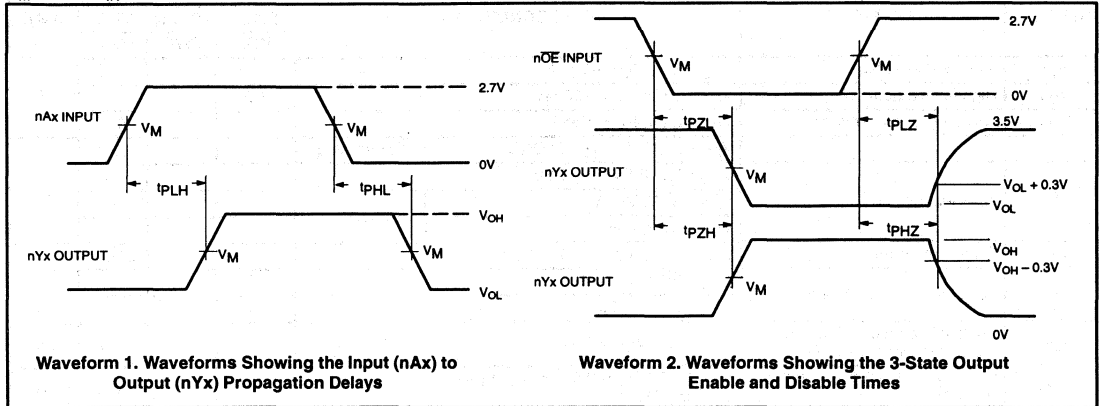 nAx INPUT
VM
VM
2.7V
0V
tPLH
tPHL
nYx OUTPUT
VM
VM
VOH
VOL
Waveform 1. Waveforms Showing the Input (nAx) to
Output (nYx) Propagation Delays
nO̅E̅ INPUT
VM
VM
2.7V
0V
tPZL
tPLZ
3.5V
nYx OUTPUT
VM
VOL + 0.3V
VOL
tPZH
tPHZ
nYx OUTPUT
VM
VOH
VOH – 0.3V
0V
Waveform 2. Waveforms Showing the 3-State Output
Enable and Disable Times